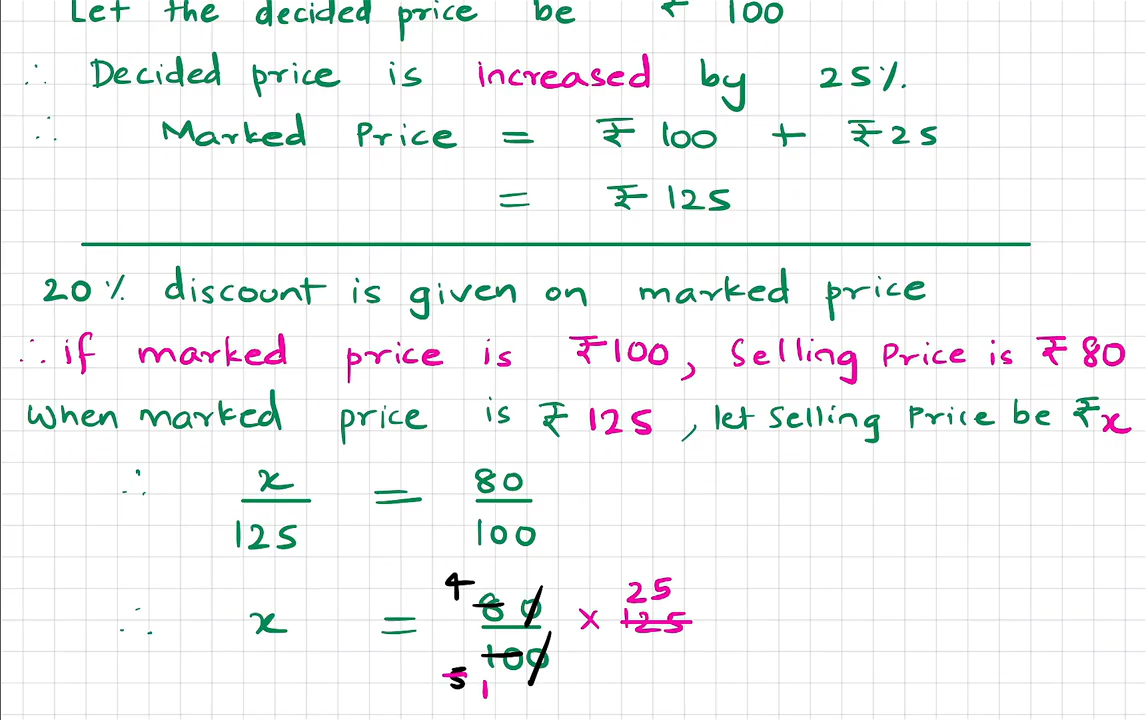 Let the decided price be ₹ 100
∴ Decided price is increased by 25%.
∴ Marked Price = ₹ 100 + ₹ 25
= ₹ 125
20% discount is given on marked price
∴ if marked price is ₹100, Selling Price is ₹ 80
When marked price is ₹ 125, let Selling Price be ₹x
∴ x/125 = 80/100
∴ x = 80/100 × 125
4 25
5 1